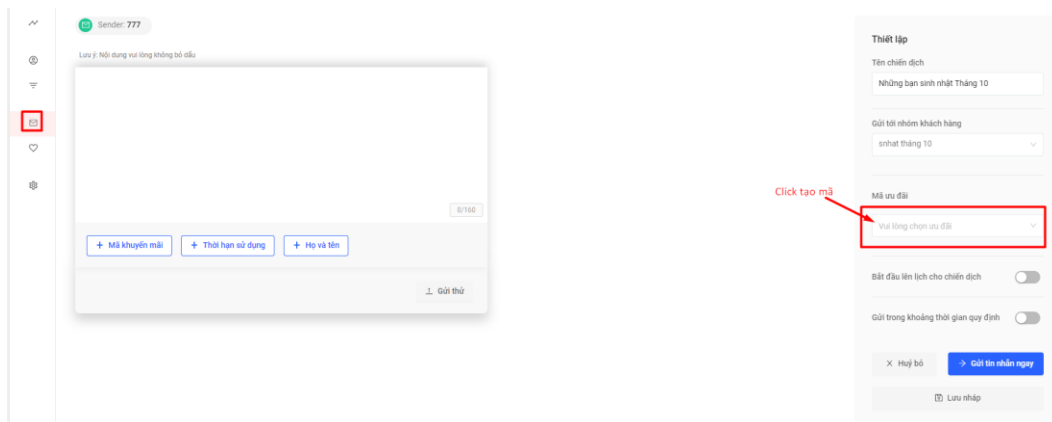 Sender: 777
Lưu ý: Nội dung vui lòng không bỏ dấu
0/160
+ Mã khuyến mãi
+ Thời hạn sử dụng
+ Họ và tên
Gửi thử
Click tạo mã
Thiết lập
Tên chiến dịch
Những bạn sinh nhật Tháng 10
Gửi tới nhóm khách hàng
snhat tháng 10
Mã ưu đãi
Vui lòng chọn ưu đãi
Bắt đầu lên lịch cho chiến dịch
Gửi trong khoảng thời gian quy định
Huỷ bỏ
Gửi tin nhắn ngay
Lưu nháp